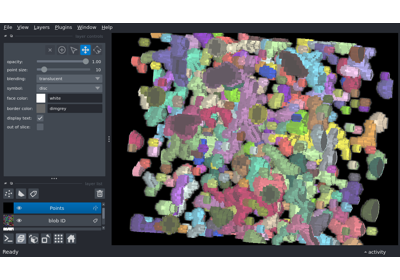 File View Layers Plugins Window Help
opacity: 1.00
point size: 10
blending: translucent
symbol: disc
face color: white
border color: dimgrey
display text:
out of slice:
Points
blob ID
Ready
activity